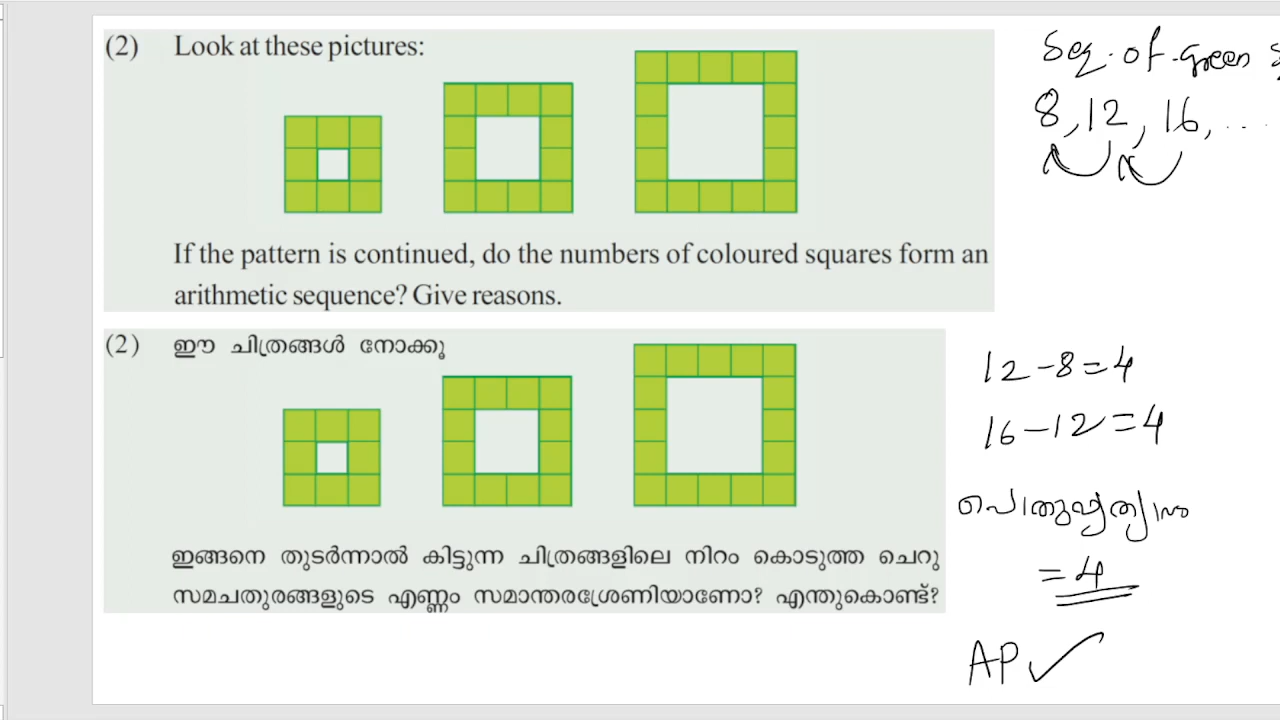 (2) Look at these pictures:
If the pattern is continued, do the numbers of coloured squares form an
arithmetic sequence? Give reasons.
(2) ഈ ചിത്രങ്ങൾ നോക്കൂ
ഇങ്ങനെ തുടർന്നാൽ കിട്ടുന്ന ചിത്രങ്ങളിലെ നിറം കൊടുത്ത ചെറു
സമചതുരങ്ങളുടെ എണ്ണം സമാന്തരശ്രേണിയാണോ? എന്തുകൊണ്ട്?
Seq. of green
8, 12, 16, ...
12 - 8 = 4
16 - 12 = 4
പൊതുവ്യത്യാസം
= 4
AP ✓